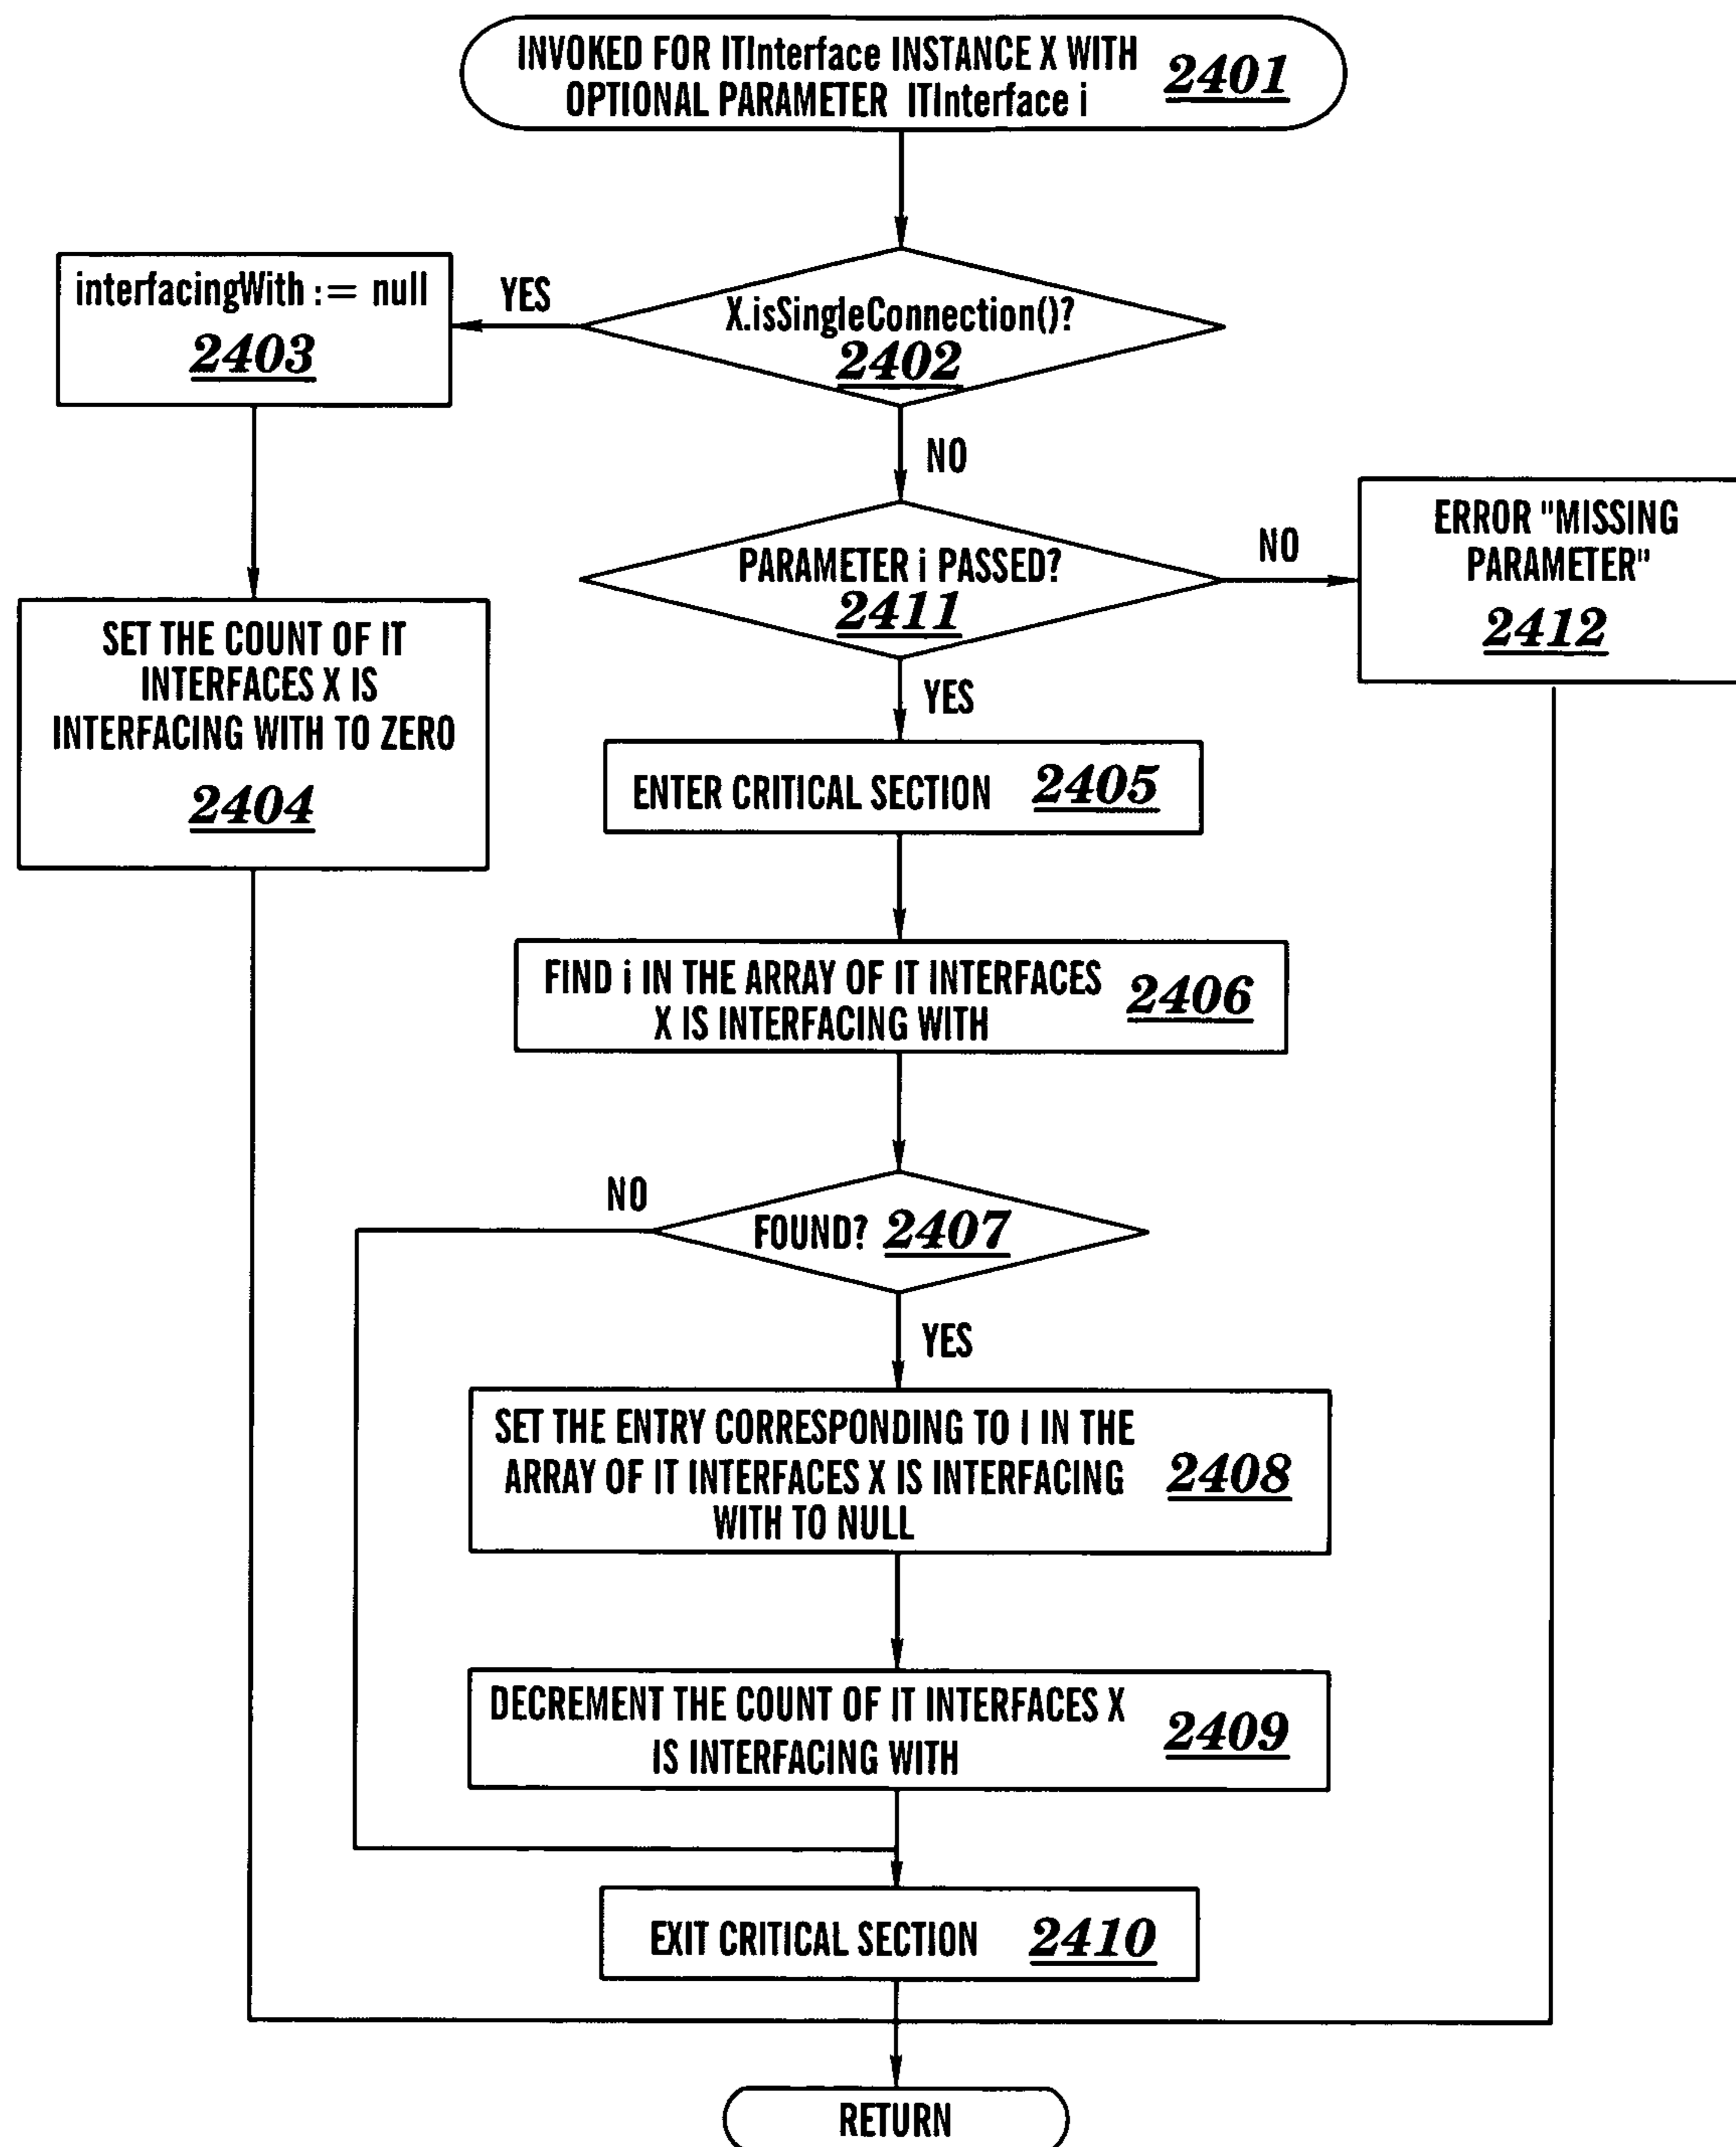 INVOKED FOR ITInterface INSTANCE X WITH
OPTIONAL PARAMETER ITInterface i
2401
interfacingWith := null
2403
YES
X.isSingleConnection()?
2402
NO
PARAMETER i PASSED?
2411
NO
ERROR "MISSING
PARAMETER"
2412
SET THE COUNT OF IT
INTERFACES X IS
INTERFACING WITH TO ZERO
2404
YES
ENTER CRITICAL SECTION 2405
FIND i IN THE ARRAY OF IT INTERFACES
X IS INTERFACING WITH
2406
NO
FOUND? 2407
YES
SET THE ENTRY CORRESPONDING TO I IN THE
ARRAY OF IT INTERFACES X IS INTERFACING
WITH TO NULL
2408
DECREMENT THE COUNT OF IT INTERFACES X
IS INTERFACING WITH
2409
EXIT CRITICAL SECTION 2410
RETURN